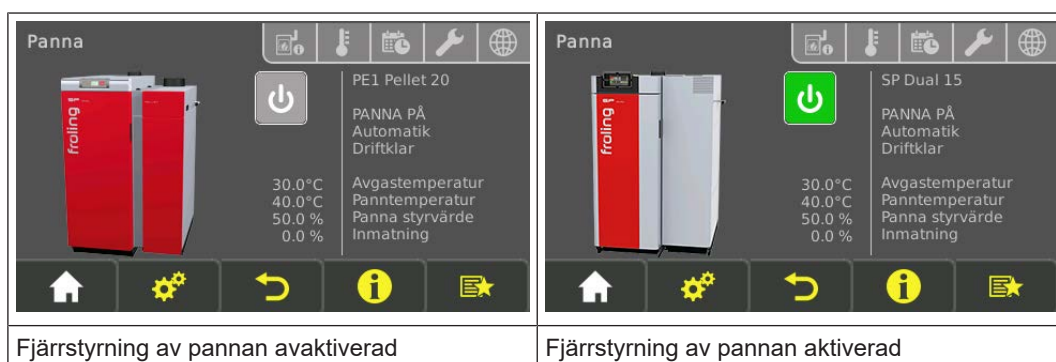 Panna
PE1 Pellet 20
PANNA PÅ
Automatik
Driftklar
30.0°C Avgastemperatur
40.0°C Panntemperatur
50.0 % Panna styrvärde
0.0 % Inmatning
froling
Fjärrstyrning av pannan avaktiverad
Panna
SP Dual 15
PANNA PÅ
Automatik
Driftklar
30.0°C Avgastemperatur
40.0°C Panntemperatur
50.0 % Panna styrvärde
0.0 % Inmatning
froling
Fjärrstyrning av pannan aktiverad